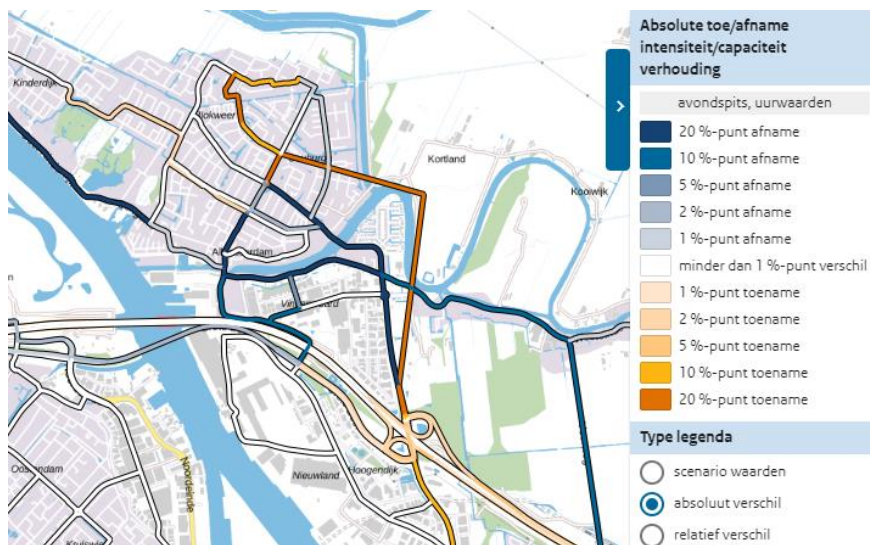 Kinderdijk
Kortland
Kooiwijk
Nieuwland
Hoogendijk
Noordeinde
Absolute toe/afname
intensiteit/capaciteit
verhouding
avondspits, uurwaarden
20 %-punt afname
10 %-punt afname
5 %-punt afname
2 %-punt afname
1 %-punt afname
minder dan 1 %-punt verschil
1 %-punt toename
2 %-punt toename
5 %-punt toename
10 %-punt toename
20 %-punt toename
Type legenda
scenario waarden
absoluut verschil
relatief verschil